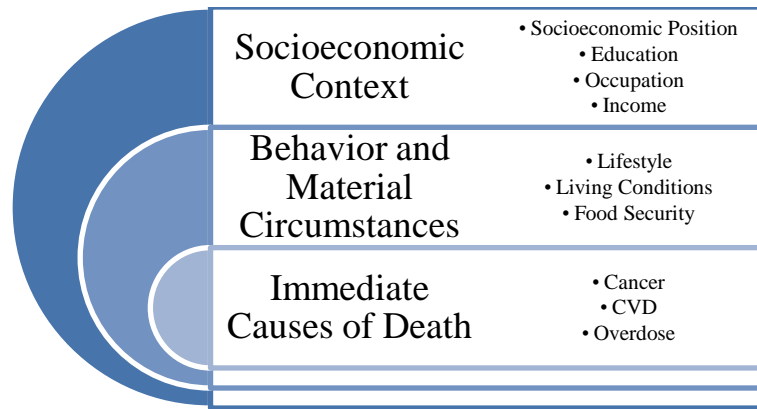 Socioeconomic
Context
• Socioeconomic Position
• Education
• Occupation
• Income
Behavior and
Material
Circumstances
• Lifestyle
• Living Conditions
• Food Security
Immediate
Causes of Death
• Cancer
• CVD
• Overdose